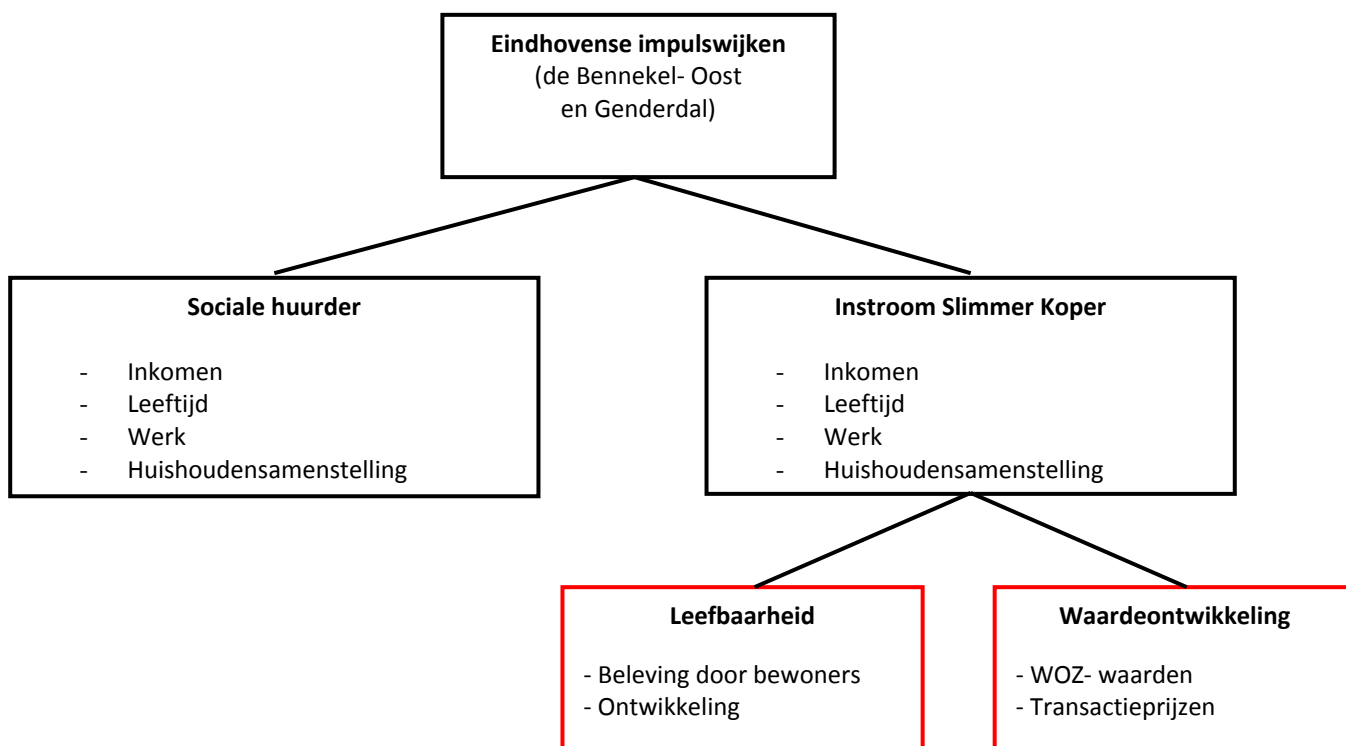 Eindhovense impulswijken
(de Bennekel- Oost
en Genderdal)
Sociale huurder
- Inkomen
- Leeftijd
- Werk
- Huishoudensamenstelling
Instroom Slimmer Koper
- Inkomen
- Leeftijd
- Werk
- Huishoudensamenstelling
Leefbaarheid
- Beleving door bewoners
- Ontwikkeling
Waardeontwikkeling
- WOZ- waarden
- Transactieprijzen